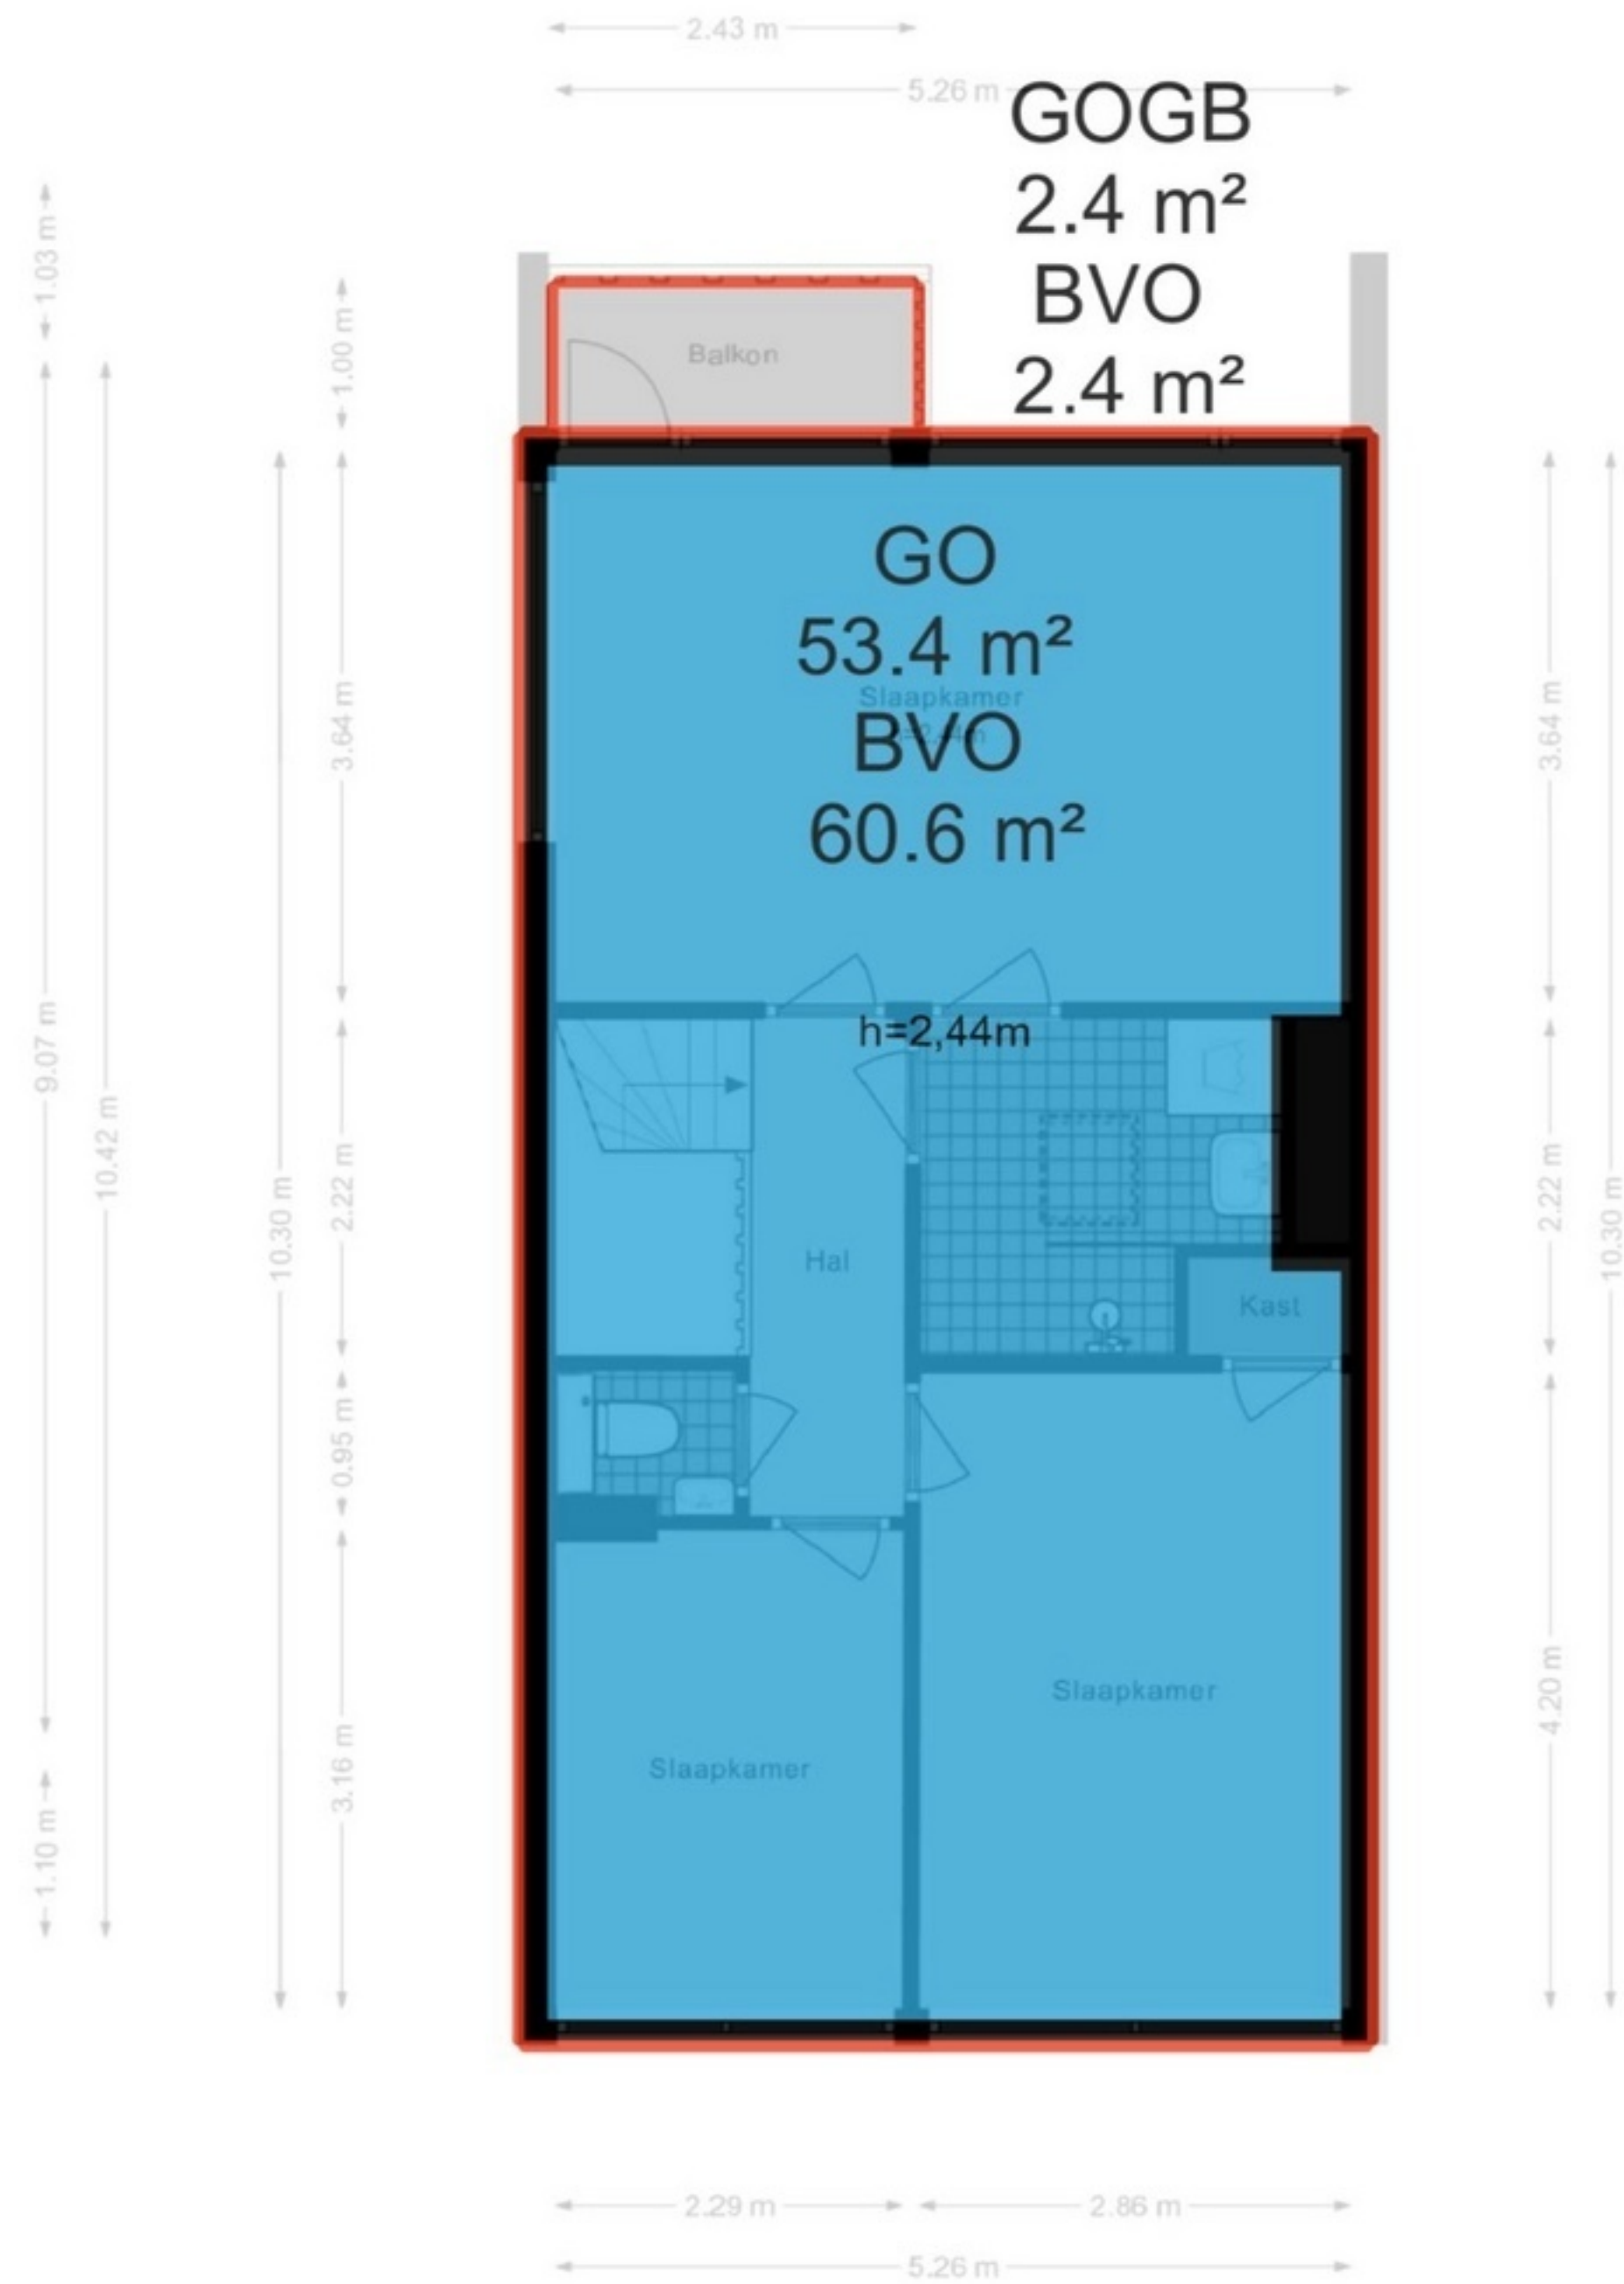 2.43 m
5.26 m
GOGB
2.4 m²
BVO
2.4 m²
1.03 m
1.00 m
Balkon
GO
53.4 m²
Slaapkamer
BVO
60.6 m²
3.64 m
3.64 m
h=2,44m
9.07 m
10.42 m
10.30 m
2.22 m
2.22 m
10.30 m
Hal
Kast
0.95 m
Slaapkamer
4.20 m
Slaapkamer
3.16 m
1.10 m
2.29 m
2.86 m
5.26 m